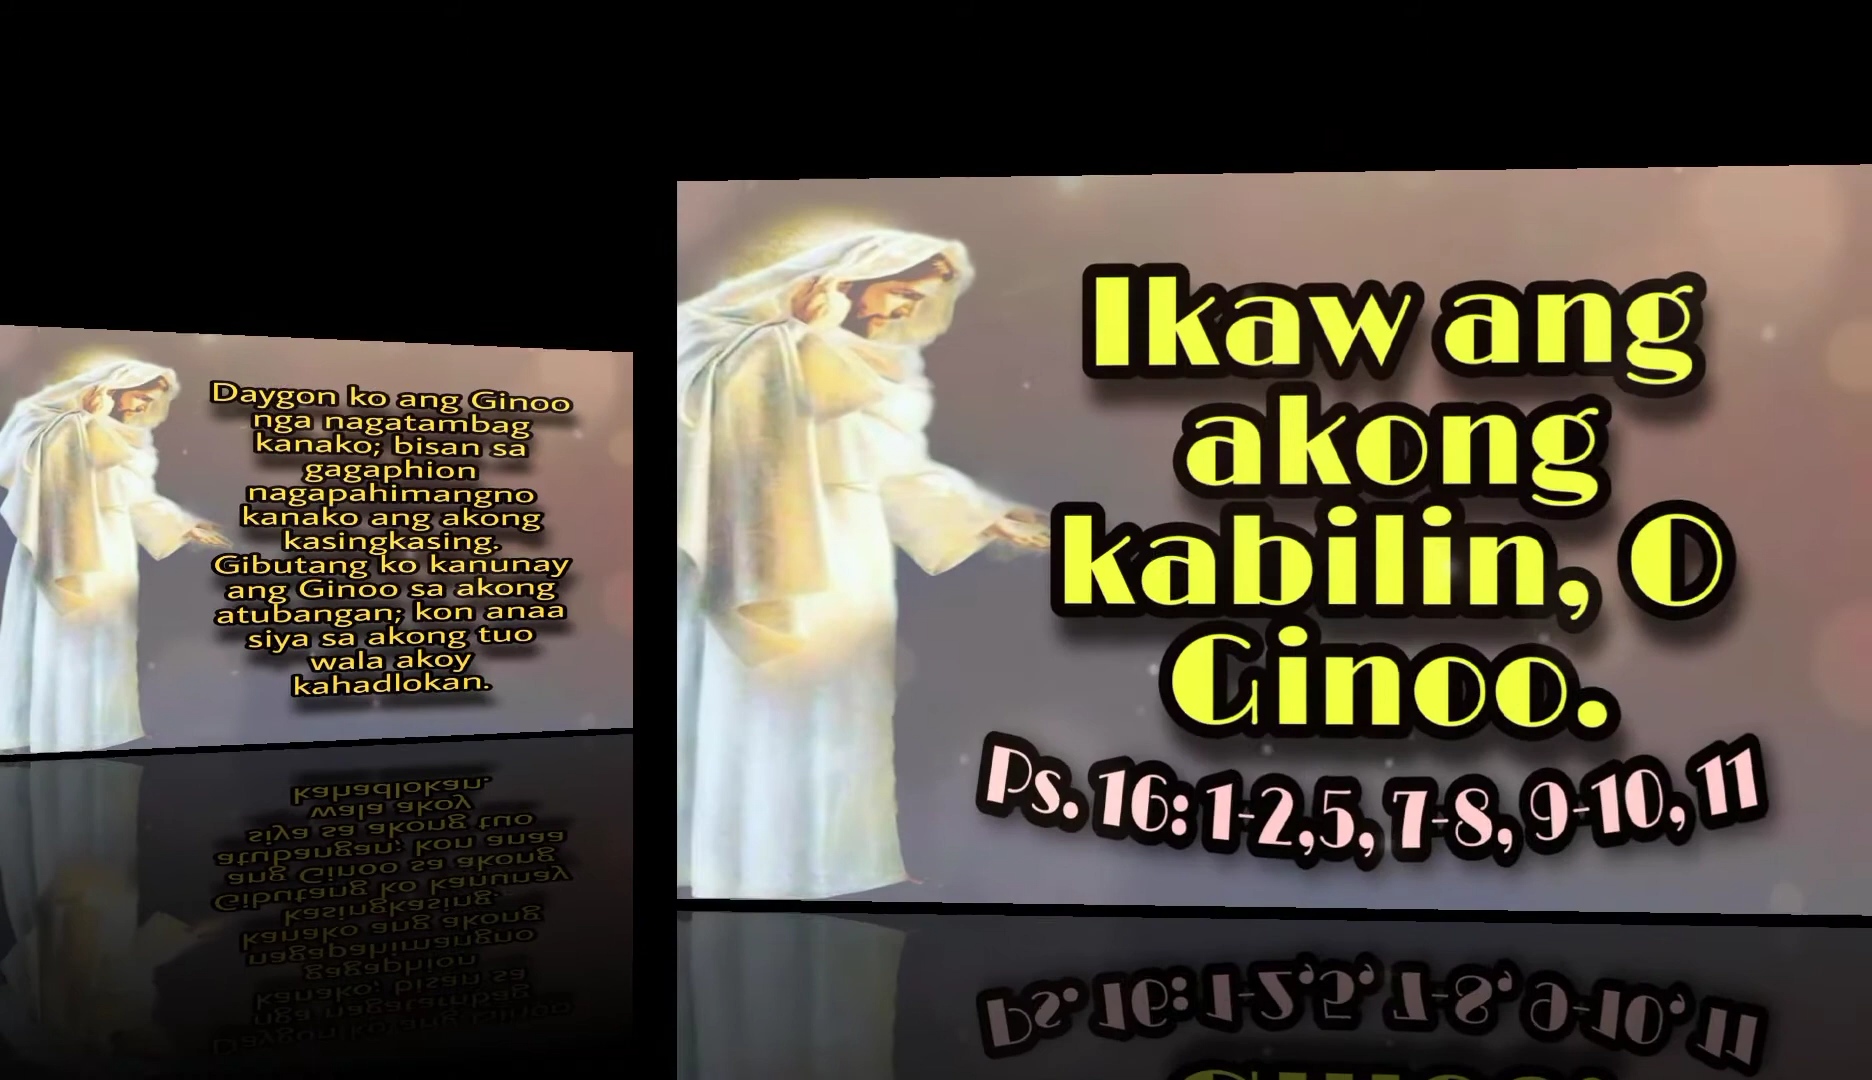 Daygon ko ang Ginoo
nga nagatambag
kanako; bisan sa
gagaphion
nagapahimangno
kanako ang akong
kasingkasing.
Gibutang ko kanunay
ang Ginoo sa akong
atubangan; kon anaa
siya sa akong tuo
wala akoy
kahadlokan.
Ikaw ang
akong
kabilin, O
Ginoo.
Ps. 16: 1-2,5, 7-8, 9-10, 11